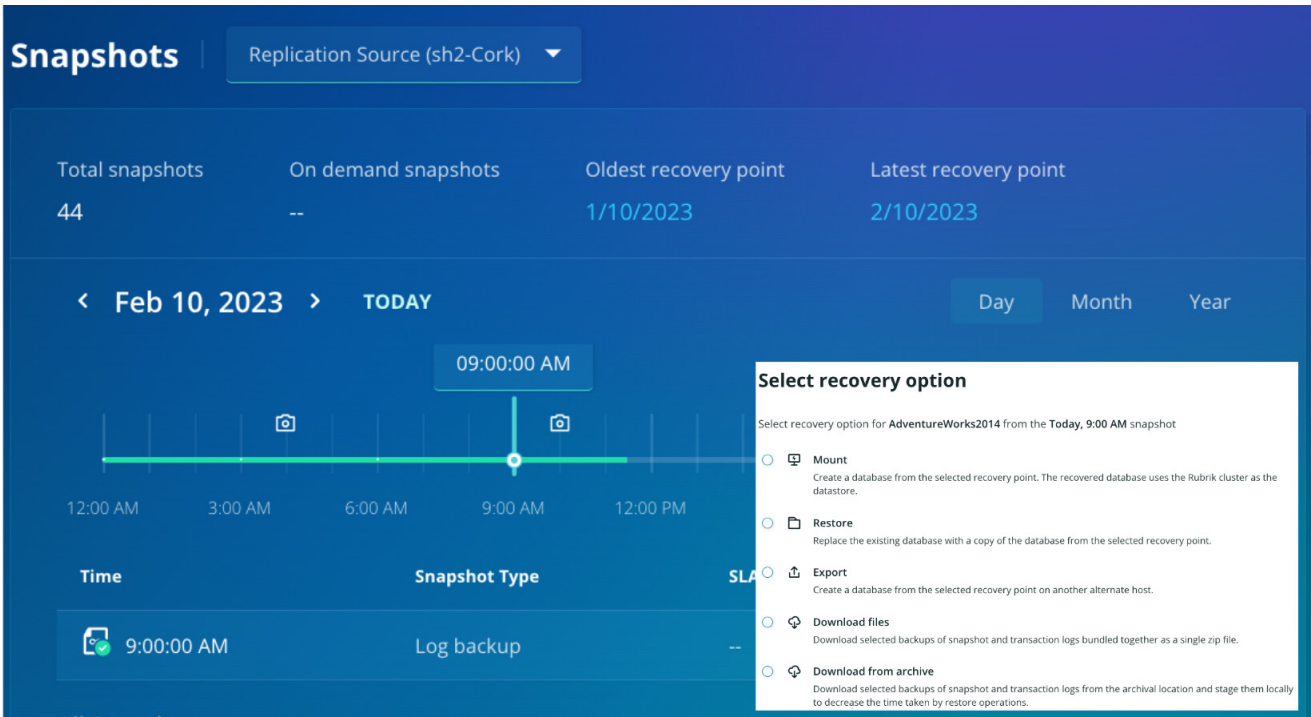 Snapshots
Replication Source (sh2-Cork)
Total snapshots
On demand snapshots
Oldest recovery point
Latest recovery point
44
--
1/10/2023
2/10/2023
Feb 10, 2023
TODAY
Day
Month
Year
09:00:00 AM
12:00 AM
3:00 AM
6:00 AM
9:00 AM
12:00 PM
Time
Snapshot Type
SLA
9:00:00 AM
Log backup
--
Select recovery option
Select recovery option for AdventureWorks2014 from the Today, 9:00 AM snapshot
Mount
Create a database from the selected recovery point. The recovered database uses the Rubrik cluster as the
datastore.
Restore
Replace the existing database with a copy of the database from the selected recovery point.
Export
Create a database from the selected recovery point on another alternate host.
Download files
Download selected backups of snapshot and transaction logs bundled together as a single zip file.
Download from archive
Download selected backups of snapshot and transaction logs from the archival location and stage them locally
to decrease the time taken by restore operations.